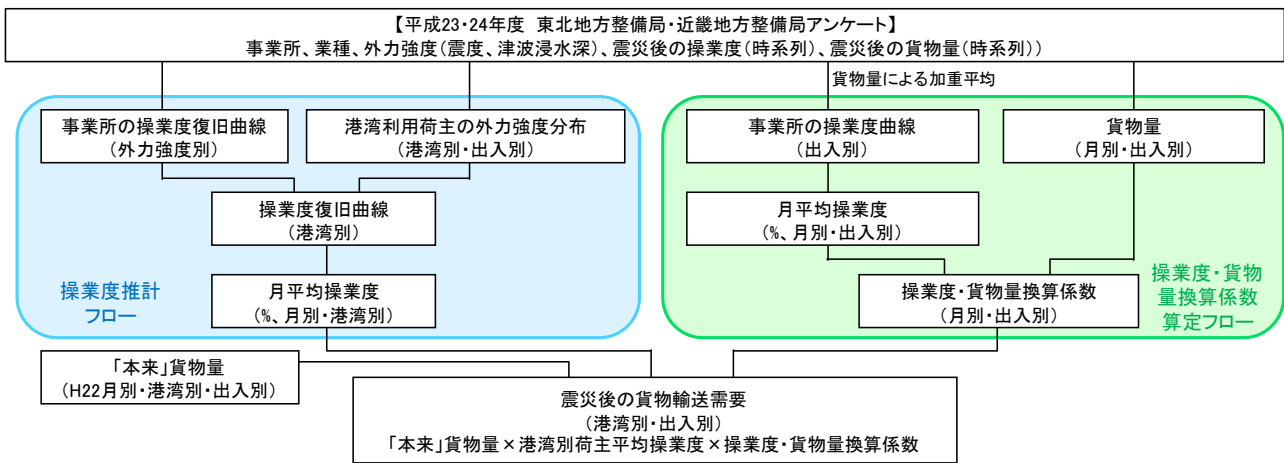 【平成23・24年度 東北地方整備局・近畿地方整備局アンケート】
事業所、業種、外力強度(震度、津波浸水深)、震災後の操業度(時系列)、震災後の貨物量(時系列))
貨物量による加重平均
事業所の操業度復旧曲線
(外力強度別)
港湾利用荷主の外力強度分布
(港湾別・出入別)
操業度復旧曲線
(港湾別)
月平均操業度
(%、月別・港湾別)
操業度推計
フロー
事業所の操業度曲線
(出入別)
貨物量
(月別・出入別)
月平均操業度
(%、月別・出入別)
操業度・貨物量換算係数
(月別・出入別)
操業度・貨物
量換算係数
算定フロー
「本来」貨物量
(H22月別・港湾別・出入別)
震災後の貨物輸送需要
(港湾別・出入別)
「本来」貨物量×港湾別荷主平均操業度×操業度・貨物量換算係数